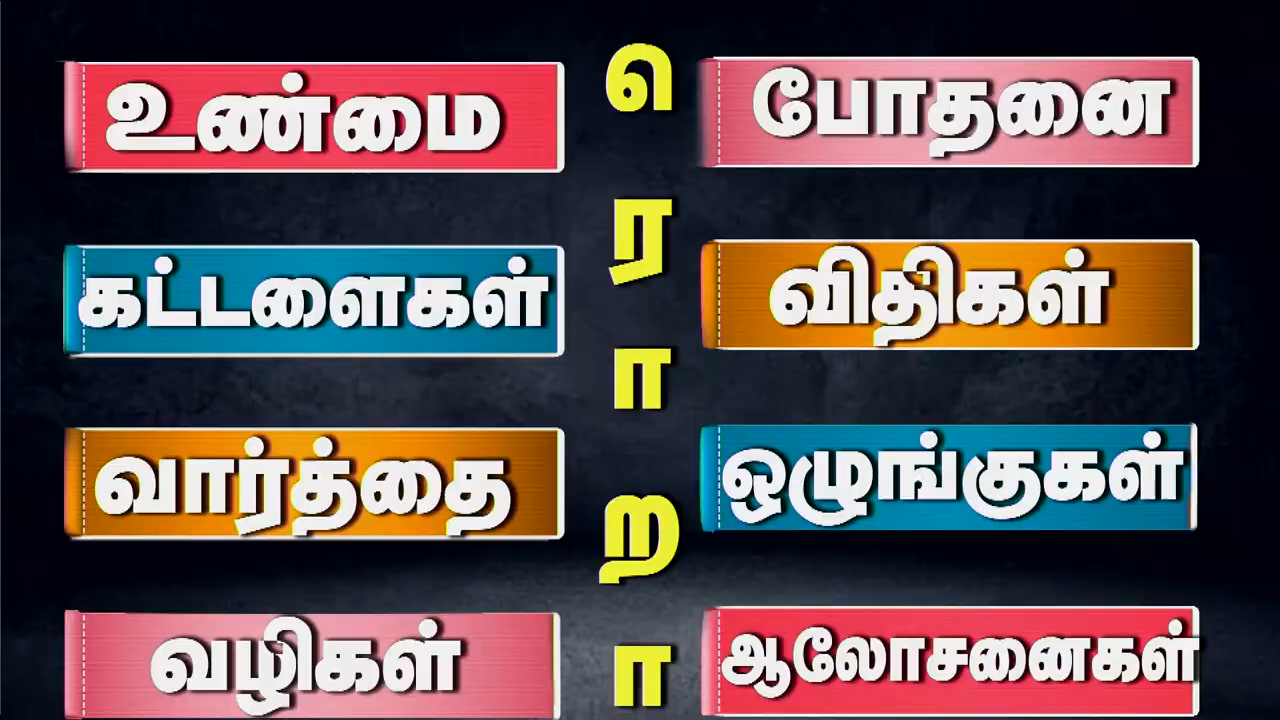 உண்மை
கட்டளைகள்
வார்த்தை
வழிகள்
ரொறா
போதனை
விதிகள்
ஒழுங்குகள்
ஆலோசனைகள்